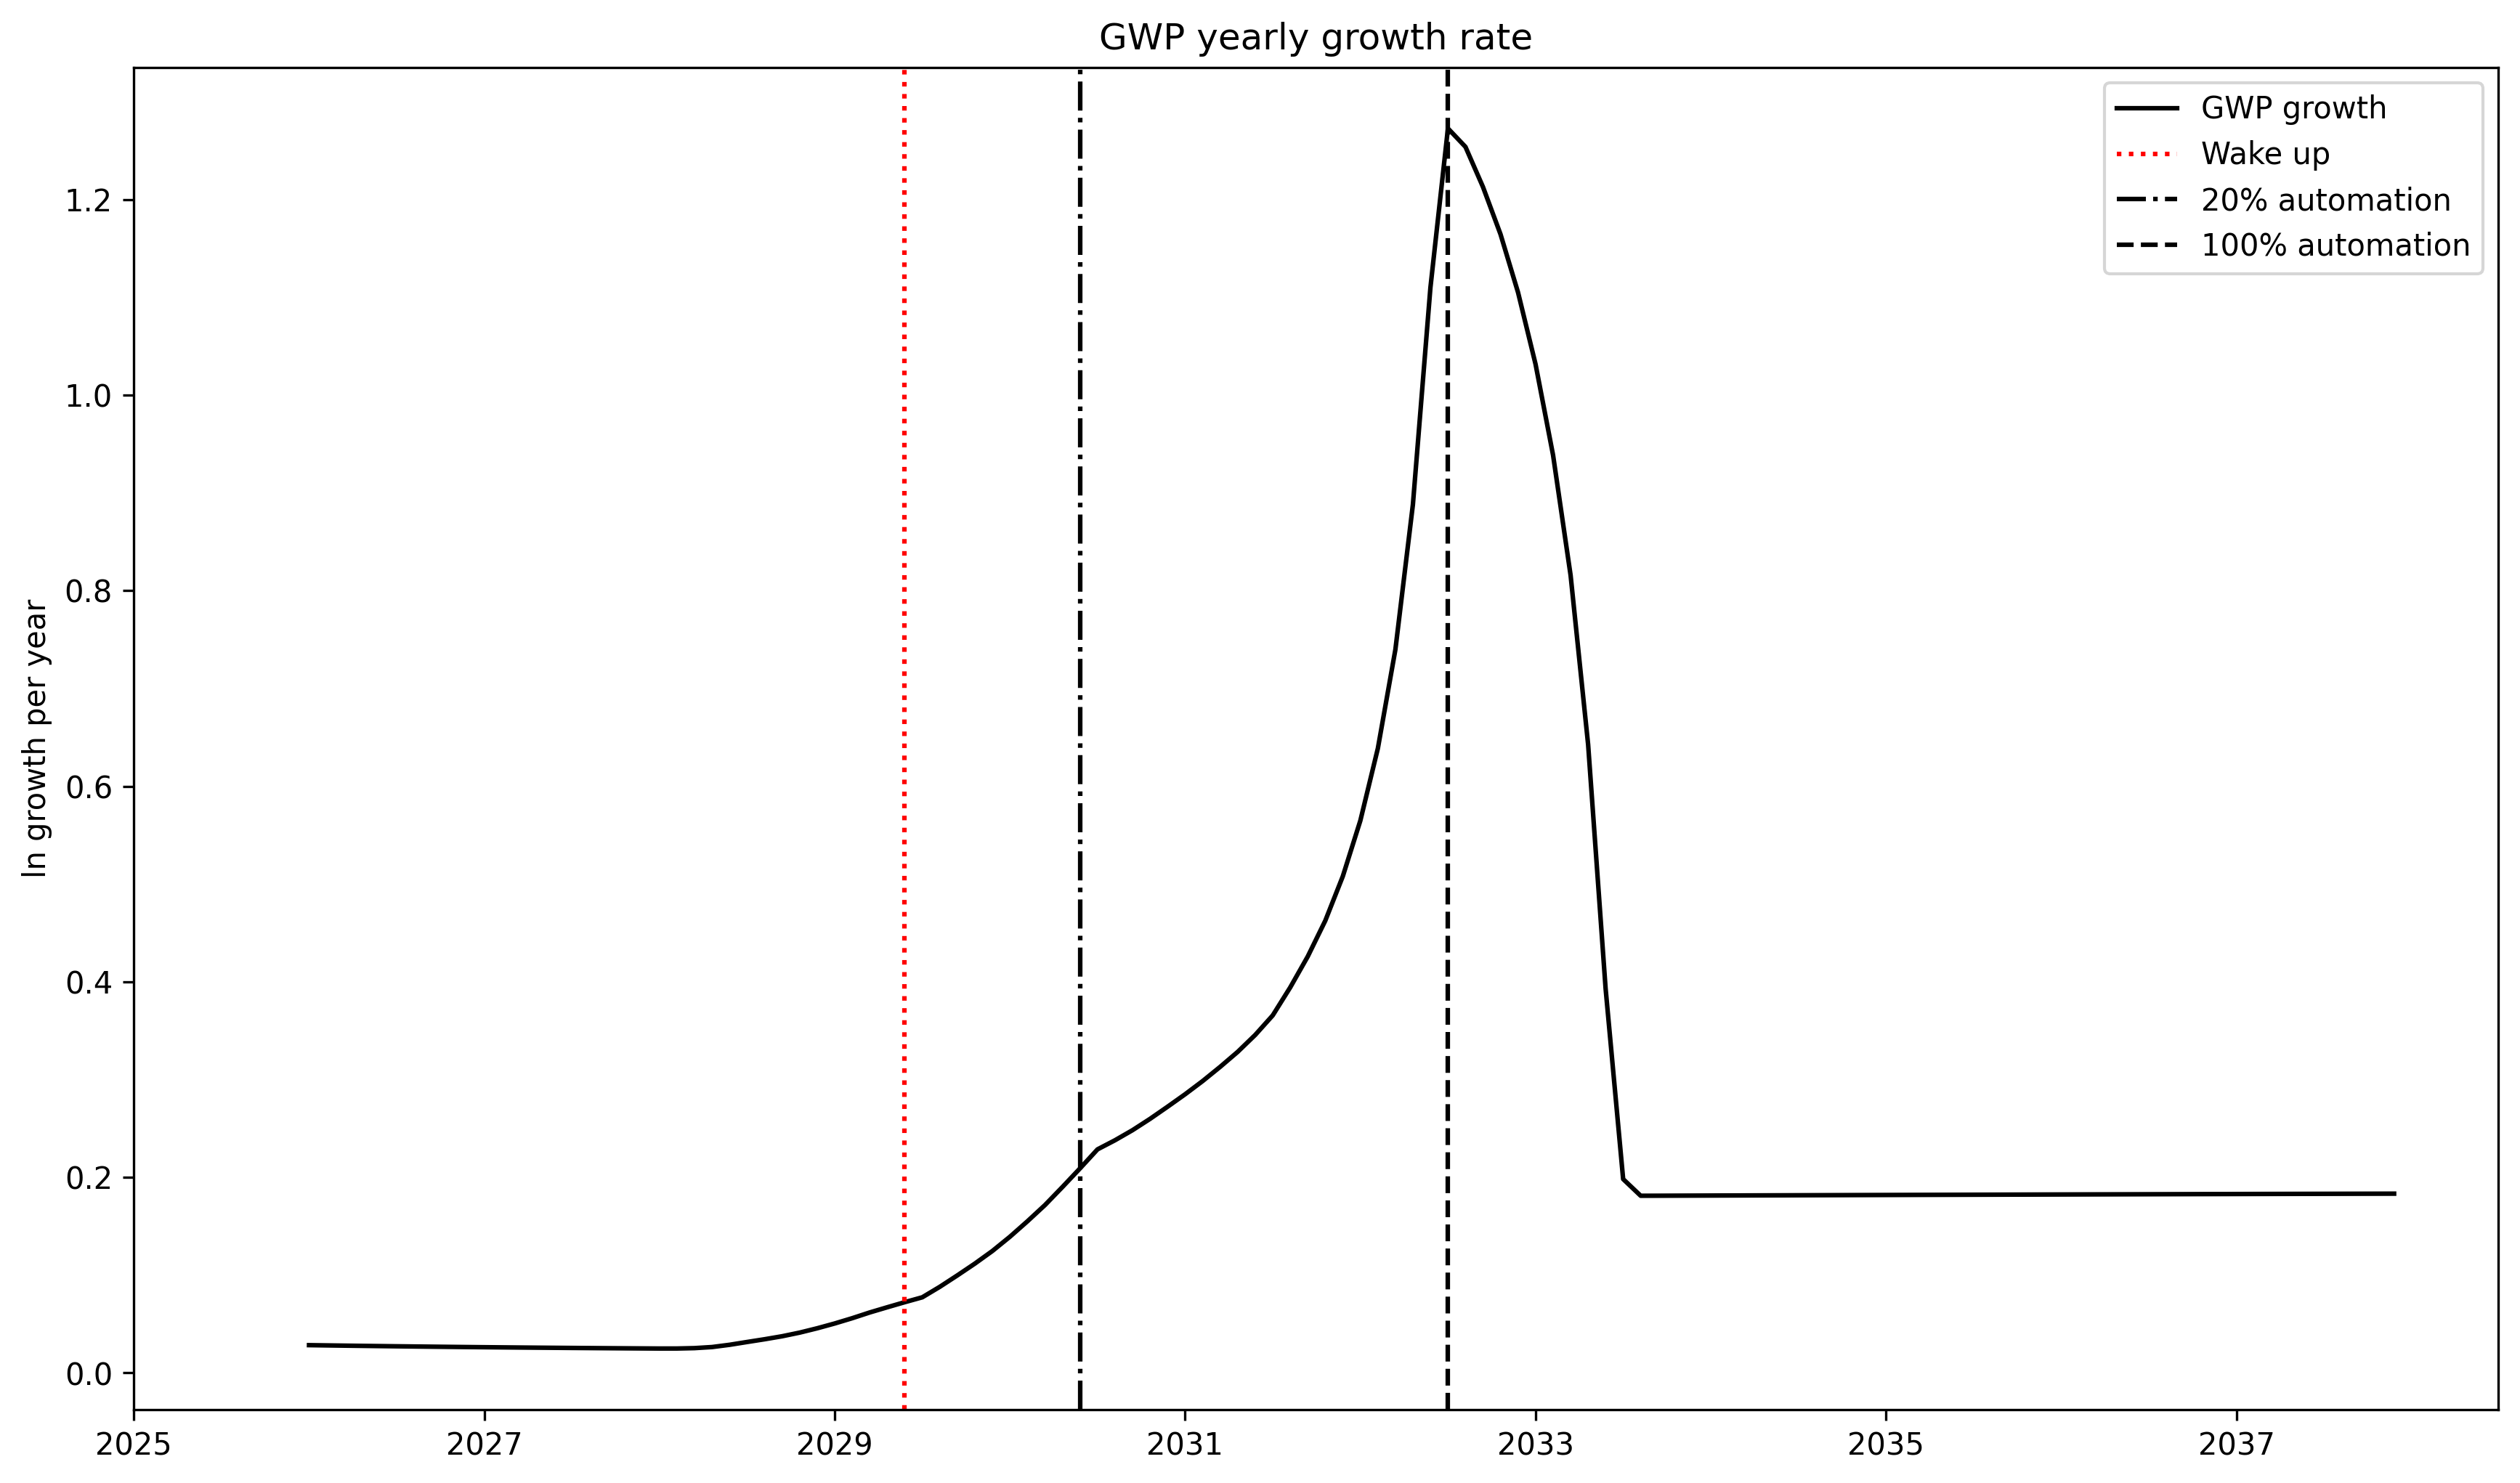 GWP yearly growth rate
GWP growth
Wake up
20% automation
100% automation
ln growth per year
1.2
1.0
0.8
0.6
0.4
0.2
0.0
2025 2027 2029 2031 2033 2035 2037